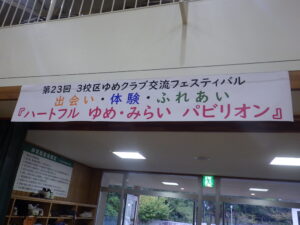 第23回 3校区ゆめクラブ交流フェスティバル
出会い・体験・ふれあい
『ハートフル ゆめ・みらい パビリオン』